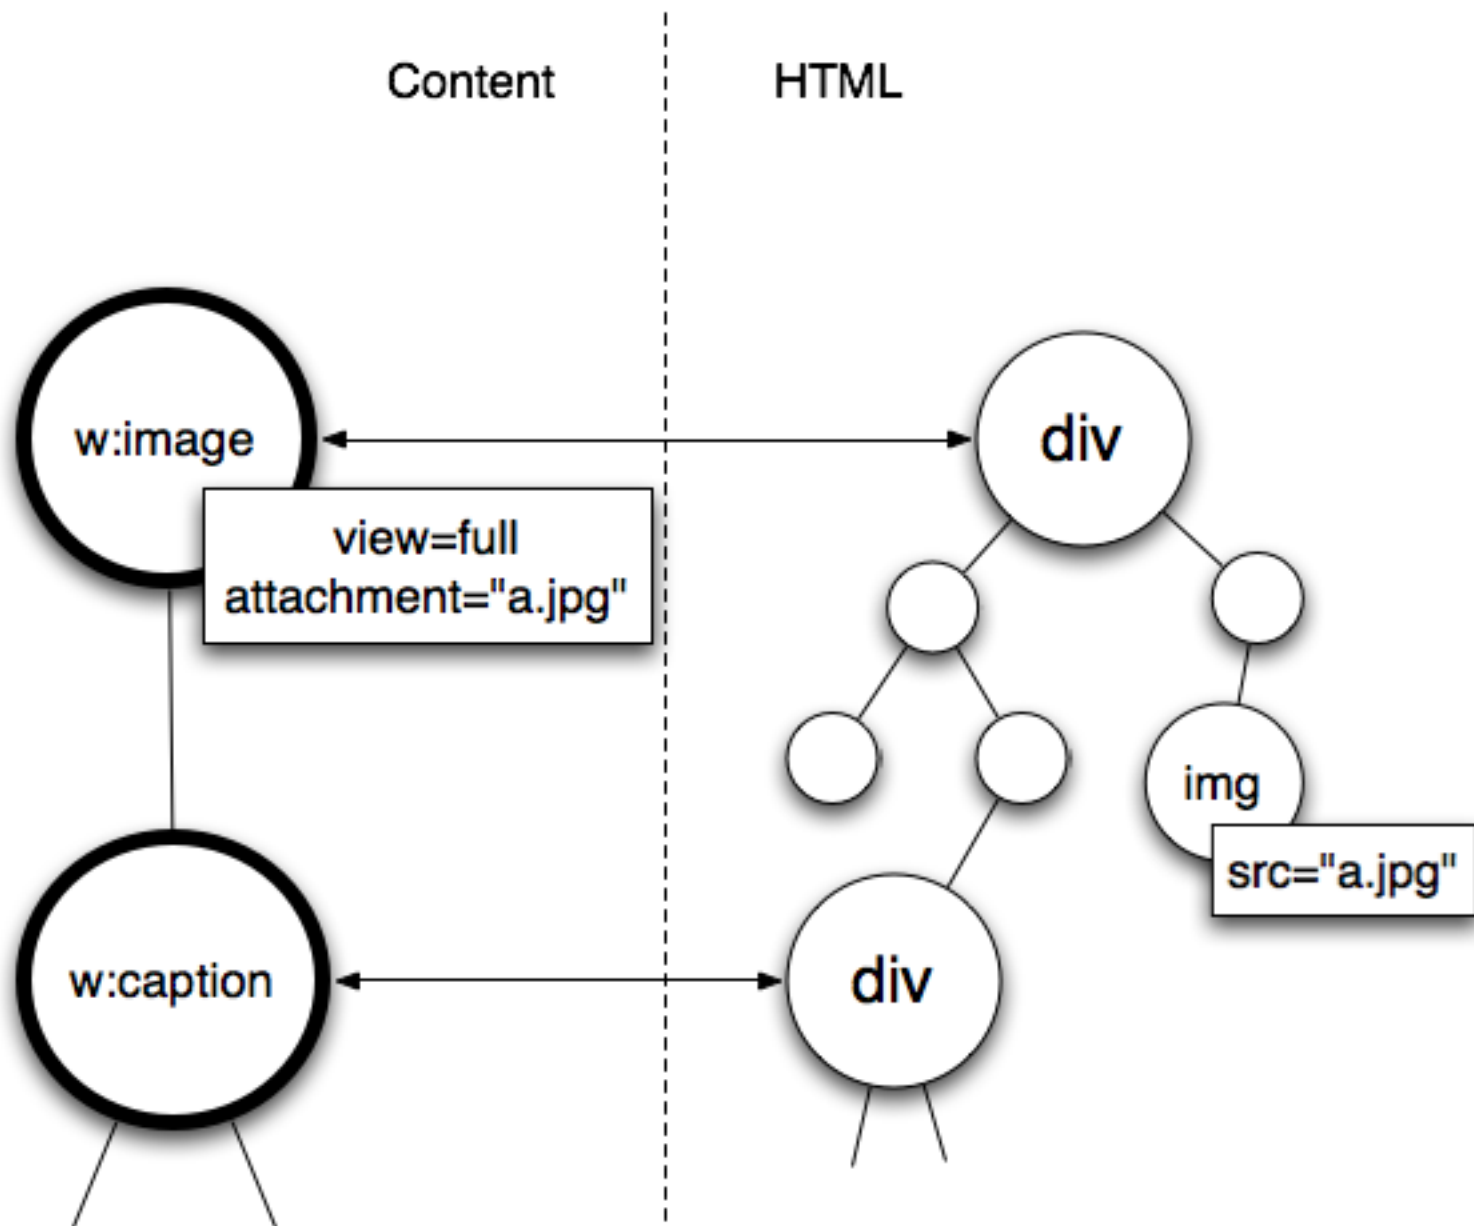 Content
HTML
w:image
div
view=full
attachment="a.jpg"
img
src="a.jpg"
w:caption
div